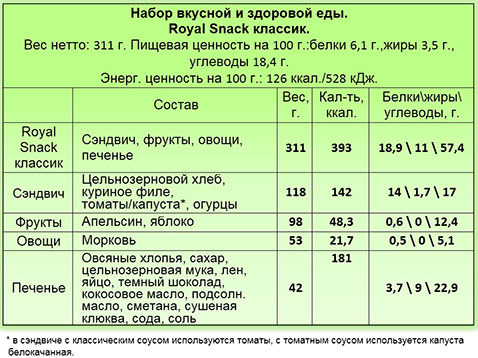 Набор вкусной и здоровой еды.
Royal Snack классик.
Вес нетто: 311 г. Пищевая ценность на 100 г.:белки 6,1 г.,жиры 3,5 г.,
углеводы 18,4 г.
Энерг. ценность на 100 г.: 126 ккал./528 кДж.
Состав
Вес, г.
Кал-ть, ккал.
Белки\жиры\
углеводы, г.
Royal
Snack
классик
Сэндвич, фрукты, овощи,
печенье
311
393
18,9 \ 11 \ 57,4
Сэндвич
Цельнозерновой хлеб,
куриное филе,
томаты/капуста*, огурцы
118
142
14 \ 1,7 \ 17
Фрукты
Апельсин, яблоко
98
48,3
0,6 \ 0 \ 12,4
Овощи
Морковь
53
21,7
0,5 \ 0 \ 5,1
Печенье
Овсяные хлопья, сахар,
цельнозерновая мука, лен,
яйцо, темный шоколад,
кокосовое масло, подсолн.
масло, сметана, сушеная
клюква, сода, соль
42
181
3,7 \ 9 \ 22,9
* в сэндвиче с классическим соусом используются томаты, с томатным соусом используется капуста
белокачанная.